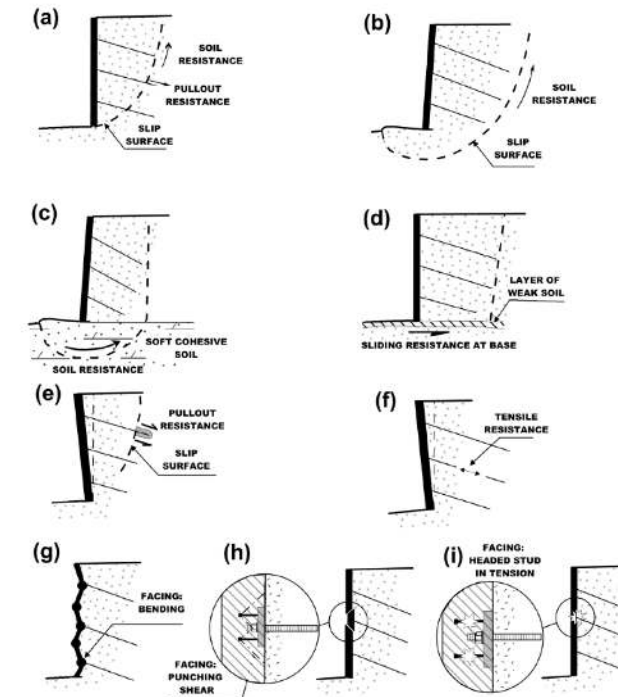 (a)
SOIL
RESISTANCE
PULLOUT
RESISTANCE
SLIP
SURFACE
(b)
SOIL
RESISTANCE
SLIP
SURFACE
(c)
SOFT COHESIVE
SOIL
SOIL RESISTANCE
(d)
LAYER OF
WEAK SOIL
SLIDING RESISTANCE AT BASE
(e)
PULLOUT
RESISTANCE
SLIP
SURFACE
(f)
TENSILE
RESISTANCE
(g)
FACING:
BENDING
(h)
FACING:
PUNCHING
SHEAR
(i)
FACING:
HEADED STUD
IN TENSION